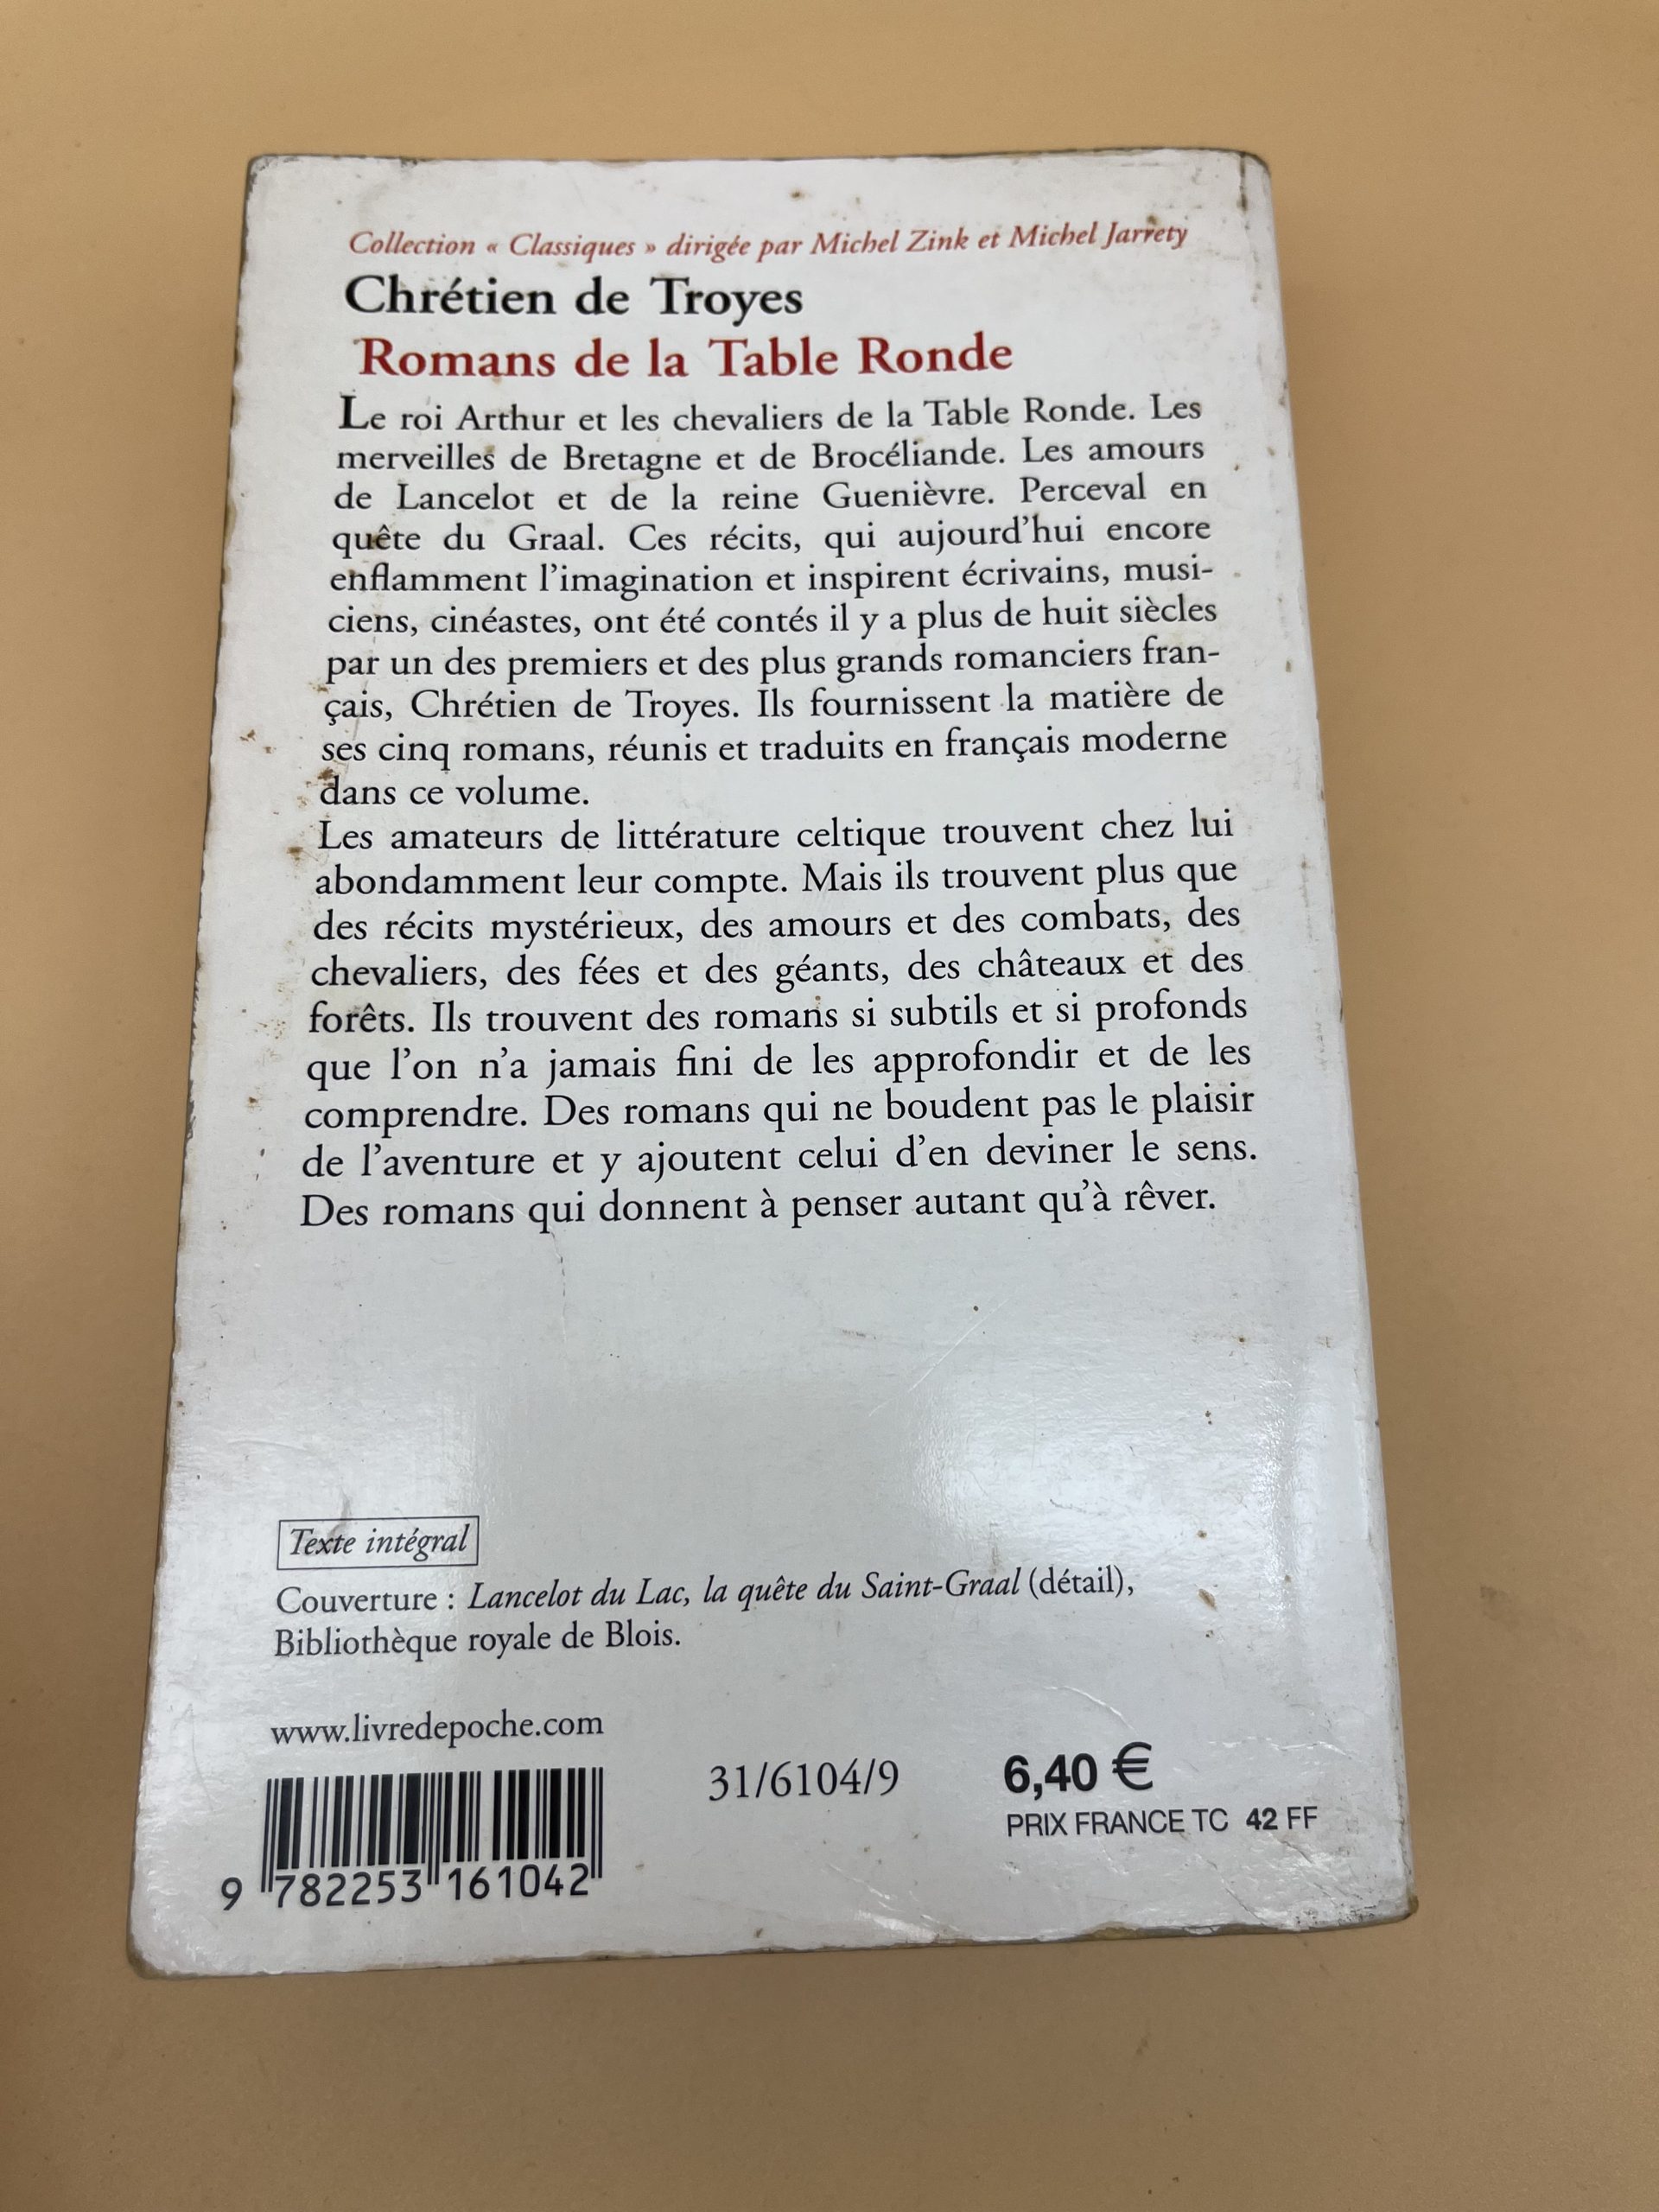 Collection « Classiques » dirigée par Michel Zink et Michel Jarrety
Chrétien de Troyes
Romans de la Table Ronde
Le roi Arthur et les chevaliers de la Table Ronde. Les
merveilles de Bretagne et de Brocéliande. Les amours
de Lancelot et de la reine Guenièvre. Perceval en
quête du Graal. Ces récits, qui aujourd'hui encore
enflamment l'imagination et inspirent écrivains, musi-
ciens, cinéastes, ont été contés il y a plus de huit siècles
par un des premiers et des plus grands romanciers fran-
çais, Chrétien de Troyes. Ils fournissent la matière de
ses cinq romans, réunis et traduits en français moderne
dans ce volume.
Les amateurs de littérature celtique trouvent chez lui
abondamment leur compte. Mais ils trouvent plus que
des récits mystérieux, des amours et des combats, des
chevaliers, des fées et des géants, des châteaux et des
forêts. Ils trouvent des romans si subtils et si profonds
que l'on n'a jamais fini de les approfondir et de les
comprendre. Des romans qui ne boudent pas le plaisir
de l'aventure et y ajoutent celui d'en deviner le sens.
Des romans qui donnent à penser autant qu'à rêver.
Texte intégral
Couverture : Lancelot du Lac, la quête du Saint-Graal (détail),
Bibliothèque royale de Blois.
www.livredepoche.com
31/6104/9
6,40 €
PRIX FRANCE TC 42 FF
9 782253 161042